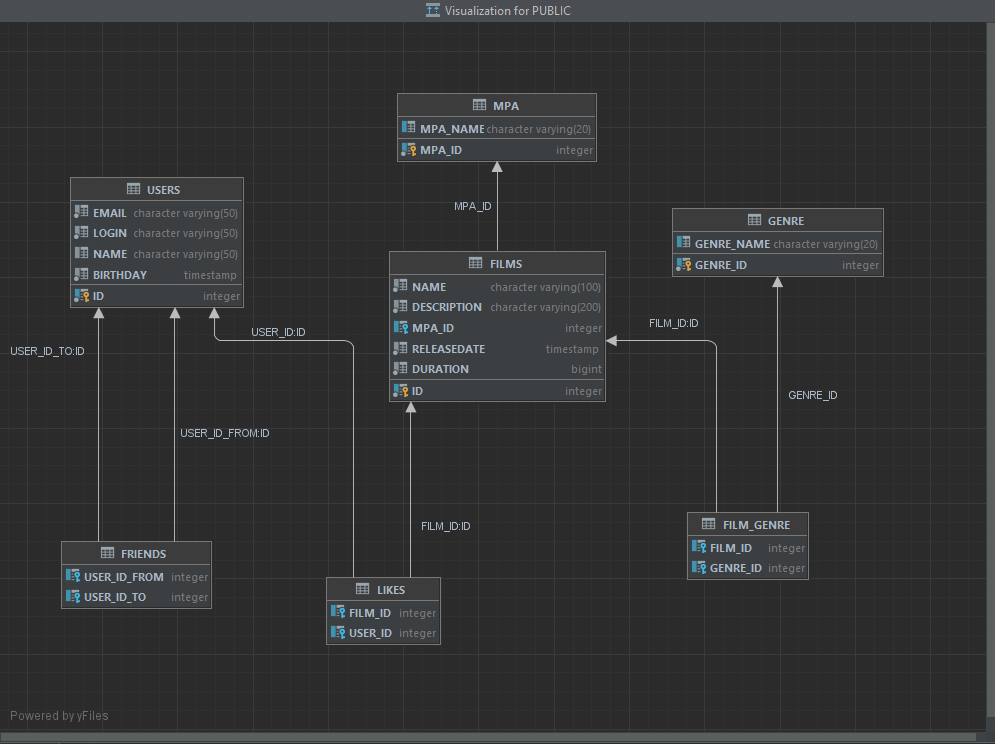 Visualization for PUBLIC
MPA
MPA_NAME character varying(20)
MPA_ID integer
USERS
EMAIL character varying(50)
LOGIN character varying(50)
NAME character varying(50)
BIRTHDAY timestamp
ID integer
MPA_ID
GENRE
GENRE_NAME character varying(20)
GENRE_ID integer
FILMS
NAME character varying(100)
DESCRIPTION character varying(200)
MPA_ID integer
RELEASEDATE timestamp
DURATION bigint
ID integer
USER_ID:ID
FILM_ID:ID
USER_ID_TO:ID
GENRE_ID
USER_ID_FROM:ID
FILM_ID:ID
FILM_GENRE
FILM_ID integer
GENRE_ID integer
FRIENDS
USER_ID_FROM integer
USER_ID_TO integer
LIKES
FILM_ID integer
USER_ID integer
Powered by yFiles